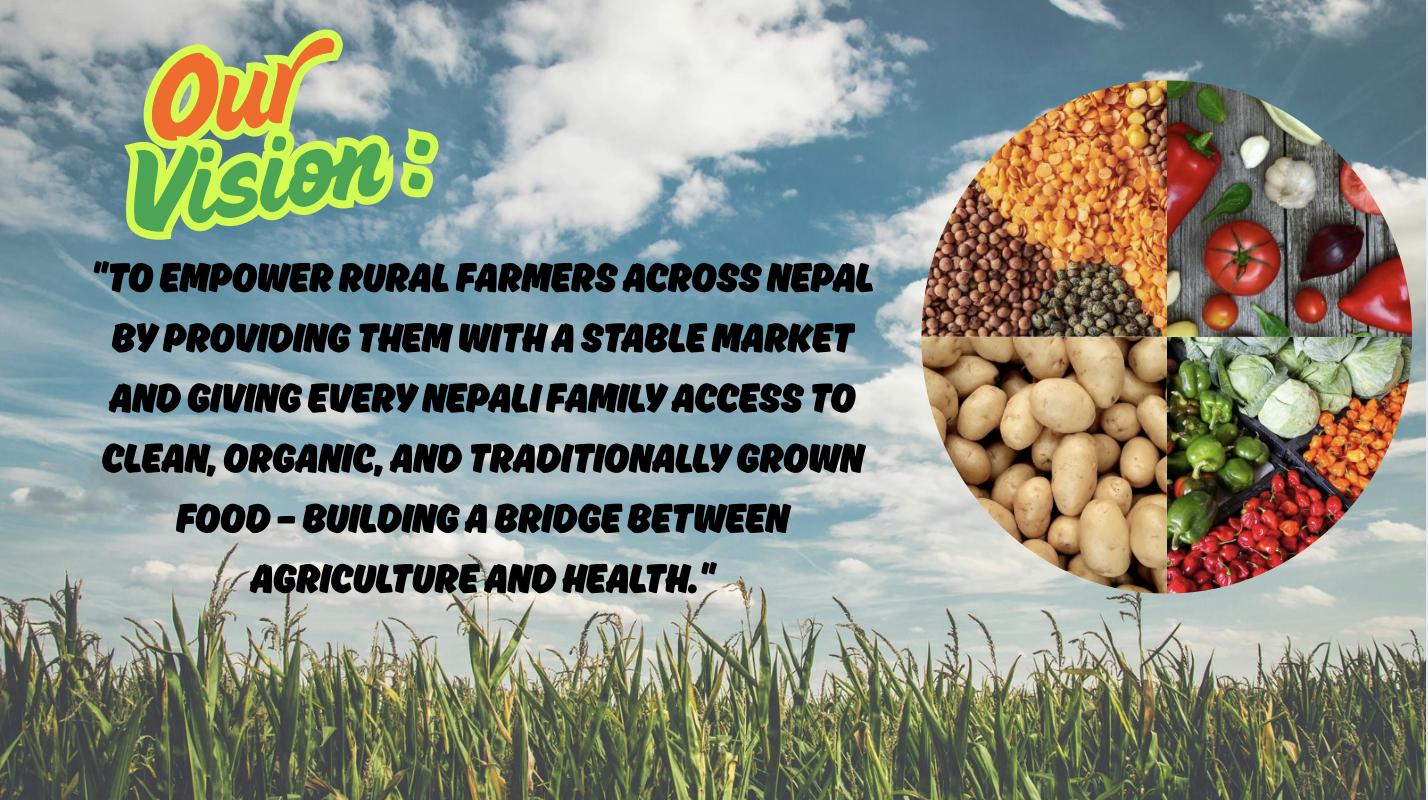 Our
Vision :
"TO EMPOWER RURAL FARMERS ACROSS NEPAL
BY PROVIDING THEM WITH A STABLE MARKET
AND GIVING EVERY NEPALI FAMILY ACCESS TO
CLEAN, ORGANIC, AND TRADITIONALLY GROWN
FOOD – BUILDING A BRIDGE BETWEEN
AGRICULTURE AND HEALTH."